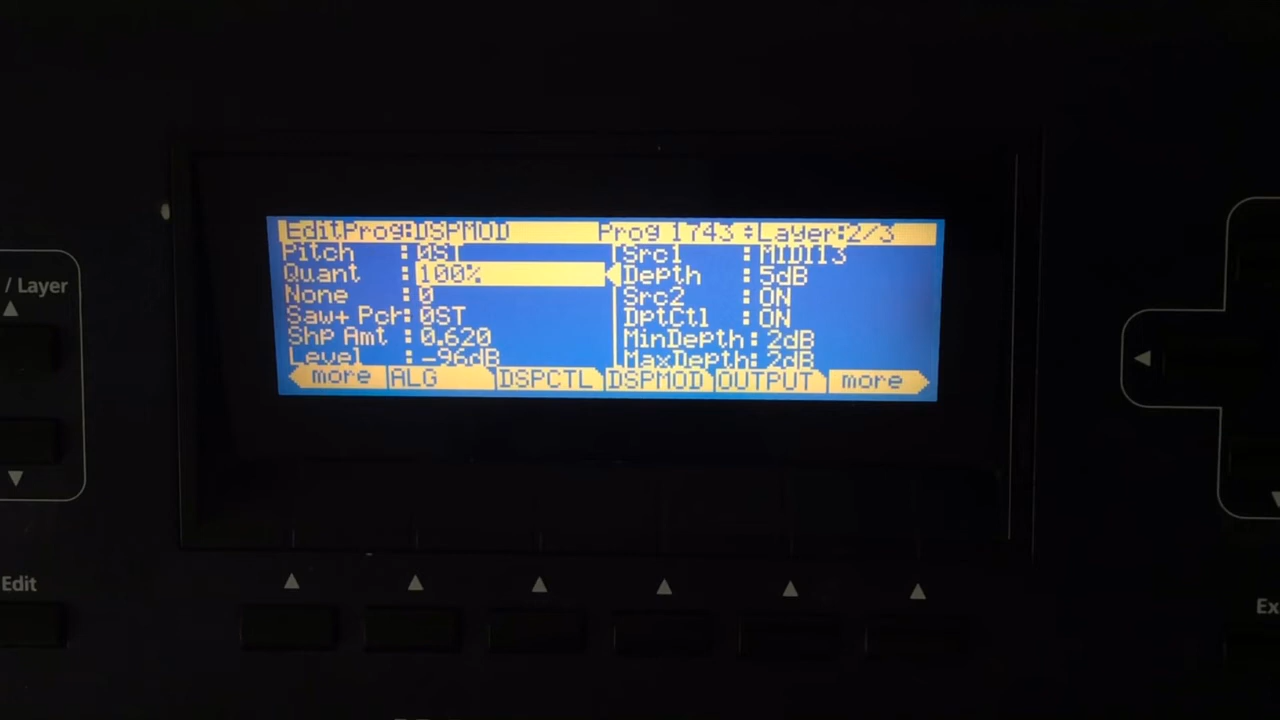 EditProg:DSPMOD Prog 1743 Layer:2/3
Pitch :0ST Src1 :MIDI13
/ Layer Quant :100% Depth :5dB
None :0 Src2 :ON
Saw+ Pch:0ST DptCtl :ON
Shp Amt :0.620 MinDepth:2dB
Level :-96dB MaxDepth:2dB
more ALG DSPCTL DSPMOD OUTPUT more
Edit
Ex